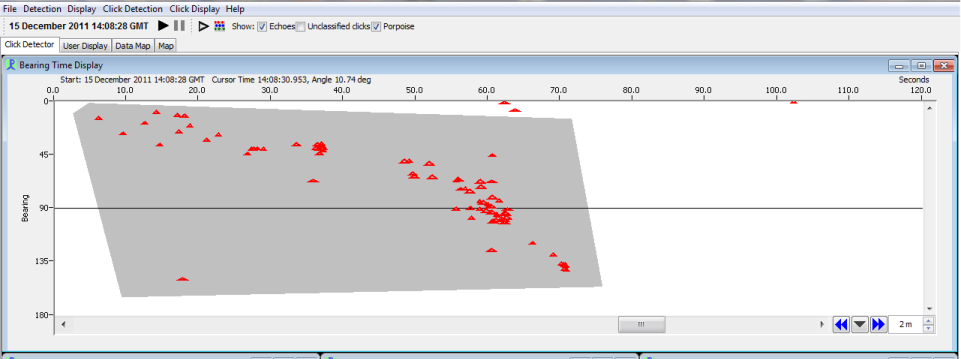 File Detection Display Click Detection Click Display Help
15 December 2011 14:08:28 GMT Show: Echoes Unclassified clicks Porpoise
Click Detector User Display Data Map Map
Bearing Time Display
Start: 15 December 2011 14:08:28 GMT Cursor Time 14:08:30.953, Angle 10.74 deg Seconds
0.0 10.0 20.0 30.0 40.0 50.0 60.0 70.0 80.0 90.0 100.0 110.0 120.0
0
45
90
Bearing
135
180
2 m